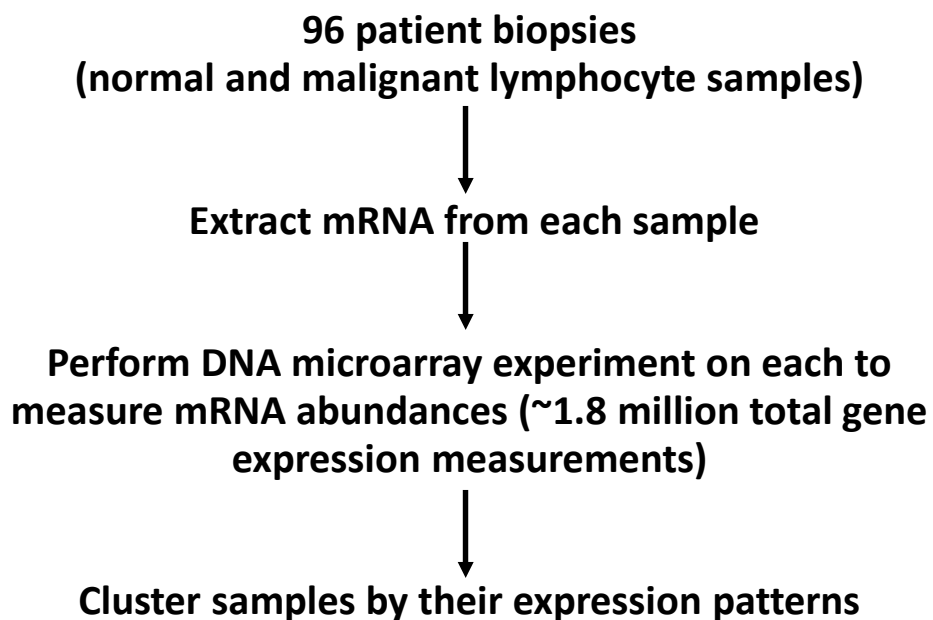 96 patient biopsies
(normal and malignant lymphocyte samples)
Extract mRNA from each sample
Perform DNA microarray experiment on each to
measure mRNA abundances (~1.8 million total gene
expression measurements)
Cluster samples by their expression patterns